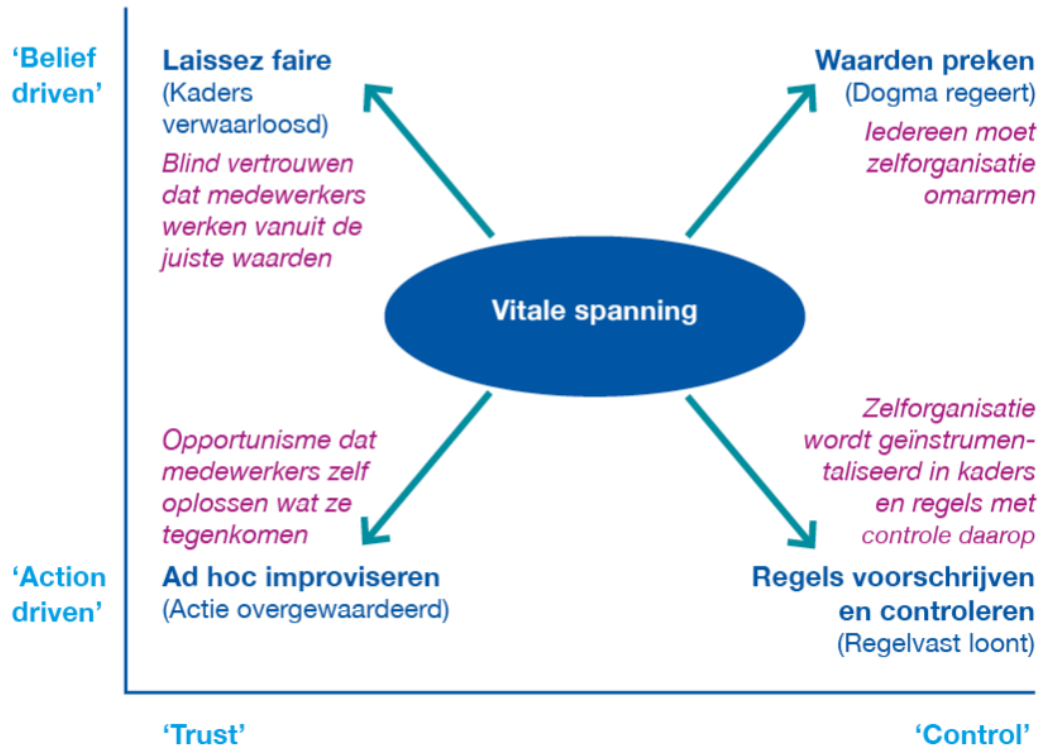 ‘Belief
driven’
Laissez faire
(Kaders
verwaarloosd)
Blind vertrouwen
dat medewerkers
werken vanuit de
juiste waarden
Waarden preken
(Dogma regeert)
Iedereen moet
zelforganisatie
omarmen
Vitale spanning
Opportunisme dat
medewerkers zelf
oplossen wat ze
tegenkomen
Zelforganisatie
wordt geïnstrumen-
taliseerd in kaders
en regels met
controle daarop
‘Action
driven’
Ad hoc improviseren
(Actie overgewaardeerd)
Regels voorschrijven
en controleren
(Regelvast loont)
‘Trust’
‘Control’